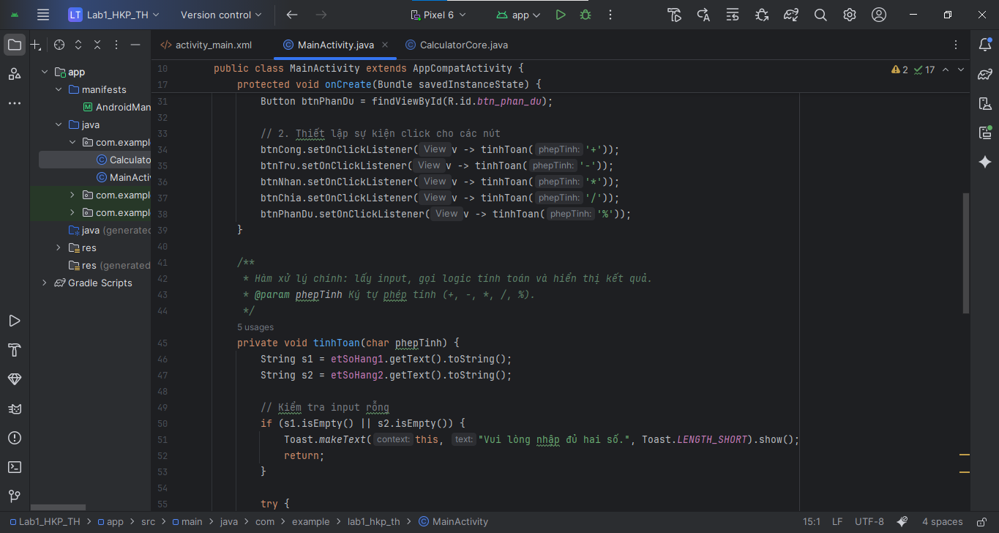 LT Lab1_HKP_TH Version control Pixel 6 app
activity_main.xml MainActivity.java CalculatorCore.java
app
manifests
AndroidMan
java
com.exampl
Calculato
MainActiv
com.exampl
com.exampl
java (generated
res
res (generated
Gradle Scripts
2 17
10 public class MainActivity extends AppCompatActivity {
17 protected void onCreate(Bundle savedInstanceState) {
31 Button btnPhanDu = findViewById(R.id.btn_phan_du);
32
33 // 2. Thiết lập sự kiện click cho các nút
34 btnCong.setOnClickListener( View v -> tinhToan( phepTinh: '+'));
35 btnTru.setOnClickListener( View v -> tinhToan( phepTinh: '-'));
36 btnNhan.setOnClickListener( View v -> tinhToan( phepTinh: '*'));
37 btnChia.setOnClickListener( View v -> tinhToan( phepTinh: '/'));
38 btnPhanDu.setOnClickListener( View v -> tinhToan( phepTinh: '%'));
39 }
40
41 /**
42 * Hàm xử lý chính: lấy input, gọi logic tính toán và hiển thị kết quả.
43 * @param phepTinh Ký tự phép tính (+, -, *, /, %).
44 */
5 usages
45 private void tinhToan(char phepTinh) {
46 String s1 = etSoHang1.getText().toString();
47 String s2 = etSoHang2.getText().toString();
48
49 // Kiểm tra input rỗng
50 if (s1.isEmpty() || s2.isEmpty()) {
51 Toast.makeText( context: this, text: "Vui lòng nhập đủ hai số.", Toast.LENGTH_SHORT).show();
52 return;
53 }
54
55 try {
Lab1_HKP_TH > app > src > main > java > com > example > lab1_hkp_th > MainActivity 15:1 LF UTF-8 4 spaces